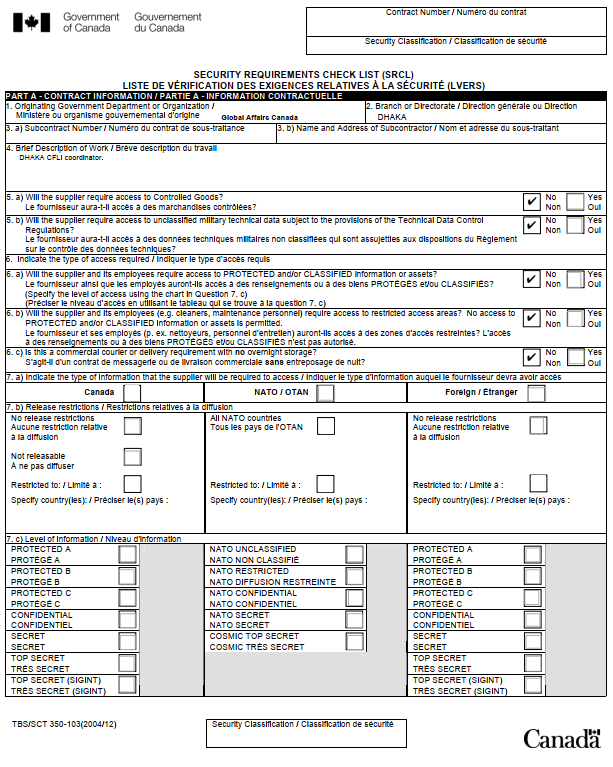 Government of Canada
Gouvernement du Canada
Contract Number / Numéro du contrat
Security Classification / Classification de sécurité
SECURITY REQUIREMENTS CHECK LIST (SRCL)
LISTE DE VÉRIFICATION DES EXIGENCES RELATIVES À LA SÉCURITÉ (LVERS)
PART A - CONTRACT INFORMATION / PARTIE A - INFORMATION CONTRACTUELLE
1. Originating Government Department or Organization /
Ministère ou organisme gouvernemental d'origine
Global Affairs Canada
2. Branch or Directorate / Direction générale ou Direction
DHAKA
3. a) Subcontract Number / Numéro du contrat de sous-traitance
3. b) Name and Address of Subcontractor / Nom et adresse du sous-traitant
4. Brief Description of Work / Brève description du travail
DHAKA CFLI coordinator.
5. a) Will the supplier require access to Controlled Goods?
Le fournisseur aura-t-il accès à des marchandises contrôlées?
✔ No
Non
Yes
Oui
5. b) Will the supplier require access to unclassified military technical data subject to the provisions of the Technical Data Control
Regulations?
Le fournisseur aura-t-il accès à des données techniques militaires non classifiées qui sont assujetties aux dispositions du Règlement
sur le contrôle des données techniques?
✔ No
Non
Yes
Oui
6. Indicate the type of access required / Indiquer le type d'accès requis
6. a) Will the supplier and its employees require access to PROTECTED and/or CLASSIFIED information or assets?
Le fournisseur ainsi que les employés auront-ils accès à des renseignements ou à des biens PROTÉGÉS et/ou CLASSIFIÉS?
(Specify the level of access using the chart in Question 7. c)
(Préciser le niveau d'accès en utilisant le tableau qui se trouve à la question 7. c)
✔ No
Non
Yes
Oui
6. b) Will the supplier and its employees (e.g. cleaners, maintenance personnel) require access to restricted access areas? No access to
PROTECTED and/or CLASSIFIED information or assets is permitted.
Le fournisseur et ses employés (p. ex. nettoyeurs, personnel d'entretien) auront-ils accès à des zones d'accès restreintes? L'accès
à des renseignements ou à des biens PROTÉGÉS et/ou CLASSIFIÉS n'est pas autorisé.
✔ No
Non
Yes
Oui
6. c) Is this a commercial courier or delivery requirement with no overnight storage?
S'agit-il d'un contrat de messagerie ou de livraison commerciale sans entreposage de nuit?
✔ No
Non
Yes
Oui
7. a) Indicate the type of information that the supplier will be required to access / Indiquer le type d'information auquel le fournisseur devra avoir accès
Canada
NATO / OTAN
Foreign / Étranger
7. b) Release restrictions / Restrictions relatives à la diffusion
No release restrictions
Aucune restriction relative
à la diffusion
All NATO countries
Tous les pays de l'OTAN
No release restrictions
Aucune restriction relative
à la diffusion
Not releasable
À ne pas diffuser
Restricted to: / Limité à :
Restricted to: / Limité à :
Restricted to: / Limité à :
Specify country(ies): / Préciser le(s) pays :
Specify country(ies): / Préciser le(s) pays :
Specify country(ies): / Préciser le(s) pays :
7. c) Level of information / Niveau d'information
PROTECTED A
PROTÉGÉ A
NATO UNCLASSIFIED
NATO NON CLASSIFIÉ
PROTECTED A
PROTÉGÉ A
PROTECTED B
PROTÉGÉ B
NATO RESTRICTED
NATO DIFFUSION RESTREINTE
PROTECTED B
PROTÉGÉ B
PROTECTED C
PROTÉGÉ C
NATO CONFIDENTIAL
NATO CONFIDENTIEL
PROTECTED C
PROTÉGÉ C
CONFIDENTIAL
CONFIDENTIEL
NATO SECRET
NATO SECRET
CONFIDENTIAL
CONFIDENTIEL
SECRET
SECRET
COSMIC TOP SECRET
COSMIC TRÈS SECRET
SECRET
SECRET
TOP SECRET
TRÈS SECRET
TOP SECRET
TRÈS SECRET
TOP SECRET (SIGINT)
TRÈS SECRET (SIGINT)
TOP SECRET (SIGINT)
TRÈS SECRET (SIGINT)
TBS/SCT 350-103(2004/12)
Security Classification / Classification de sécurité
Canada